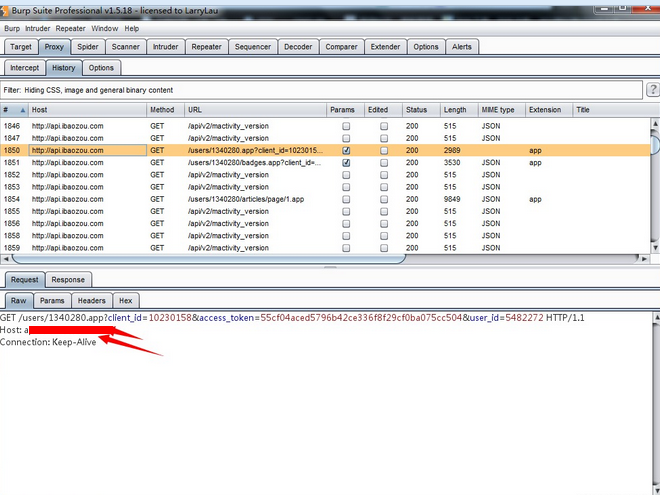 Burp Suite Professional v1.5.18 - licensed to LarryLau
Burp Intruder Repeater Window Help
Target Proxy Spider Scanner Intruder Repeater Sequencer Decoder Comparer Extender Options Alerts
Intercept History Options
Filter: Hiding CSS, image and general binary content ?
# Host Method URL Params Edited Status Length MIME type Extension Title
1846 http://api.ibaozou.com GET /api/v2/mactivity_version 200 515 JSON
1847 http://api.ibaozou.com GET /api/v2/mactivity_version 200 515 JSON
1850 http://api.ibaozou.com GET /users/1340280.app?client_id=1023015... 200 2989 app
1851 http://api.ibaozou.com GET /users/1340280/badges.app?client_id=... 200 3530 JSON app
1852 http://api.ibaozou.com GET /api/v2/mactivity_version 200 515 JSON
1853 http://api.ibaozou.com GET /api/v2/mactivity_version 200 515 JSON
1854 http://api.ibaozou.com GET /users/1340280/articles/page/1.app 200 9849 JSON app
1855 http://api.ibaozou.com GET /api/v2/mactivity_version 200 515 JSON
1856 http://api.ibaozou.com GET /api/v2/mactivity_version 200 515 JSON
1858 http://api.ibaozou.com GET /api/v2/mactivity_version 200 515 JSON
1859 http://api.ibaozou.com GET /api/v2/mactivity_version 200 515 JSON
Request Response
Raw Params Headers Hex
GET /users/1340280.app?client_id=10230158&access_token=55cf04aced5796b42ce336f8f29cf0ba075cc504&user_id=5482272 HTTP/1.1
Host: a
Connection: Keep-Alive